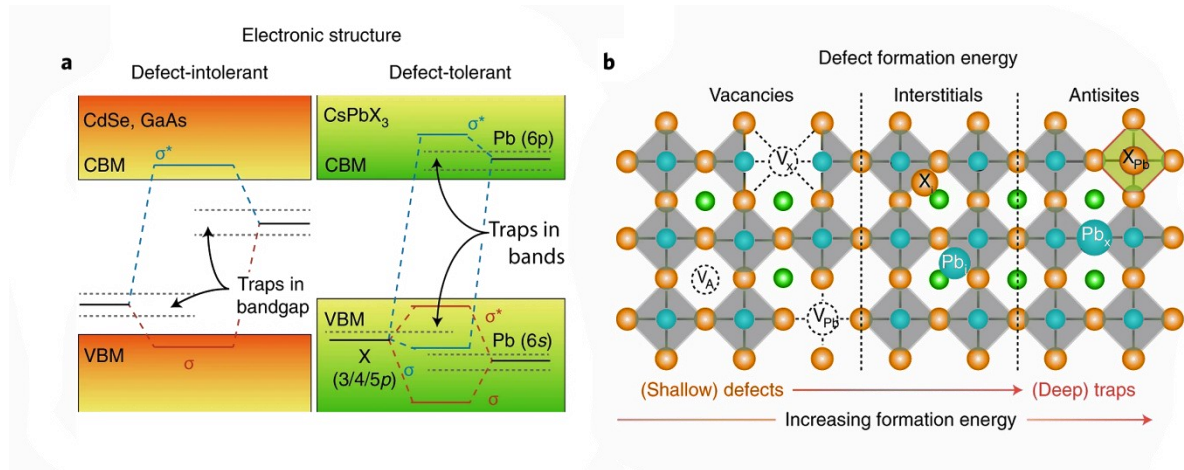 Electronic structure
a
Defect-intolerant
Defect-tolerant
CdSe, GaAs
CBM
σ*
Traps in
bandgap
VBM
σ
CsPbX3
σ*
Pb (6p)
CBM
Traps in
bands
VBM
σ*
X
(3/4/5p)
Pb (6s)
σ
σ
b
Defect formation energy
Vacancies
Interstitials
Antisites
Vx
X
XPb
Pbx
Pbi
VA
VPb
(Shallow) defects
(Deep) traps
Increasing formation energy